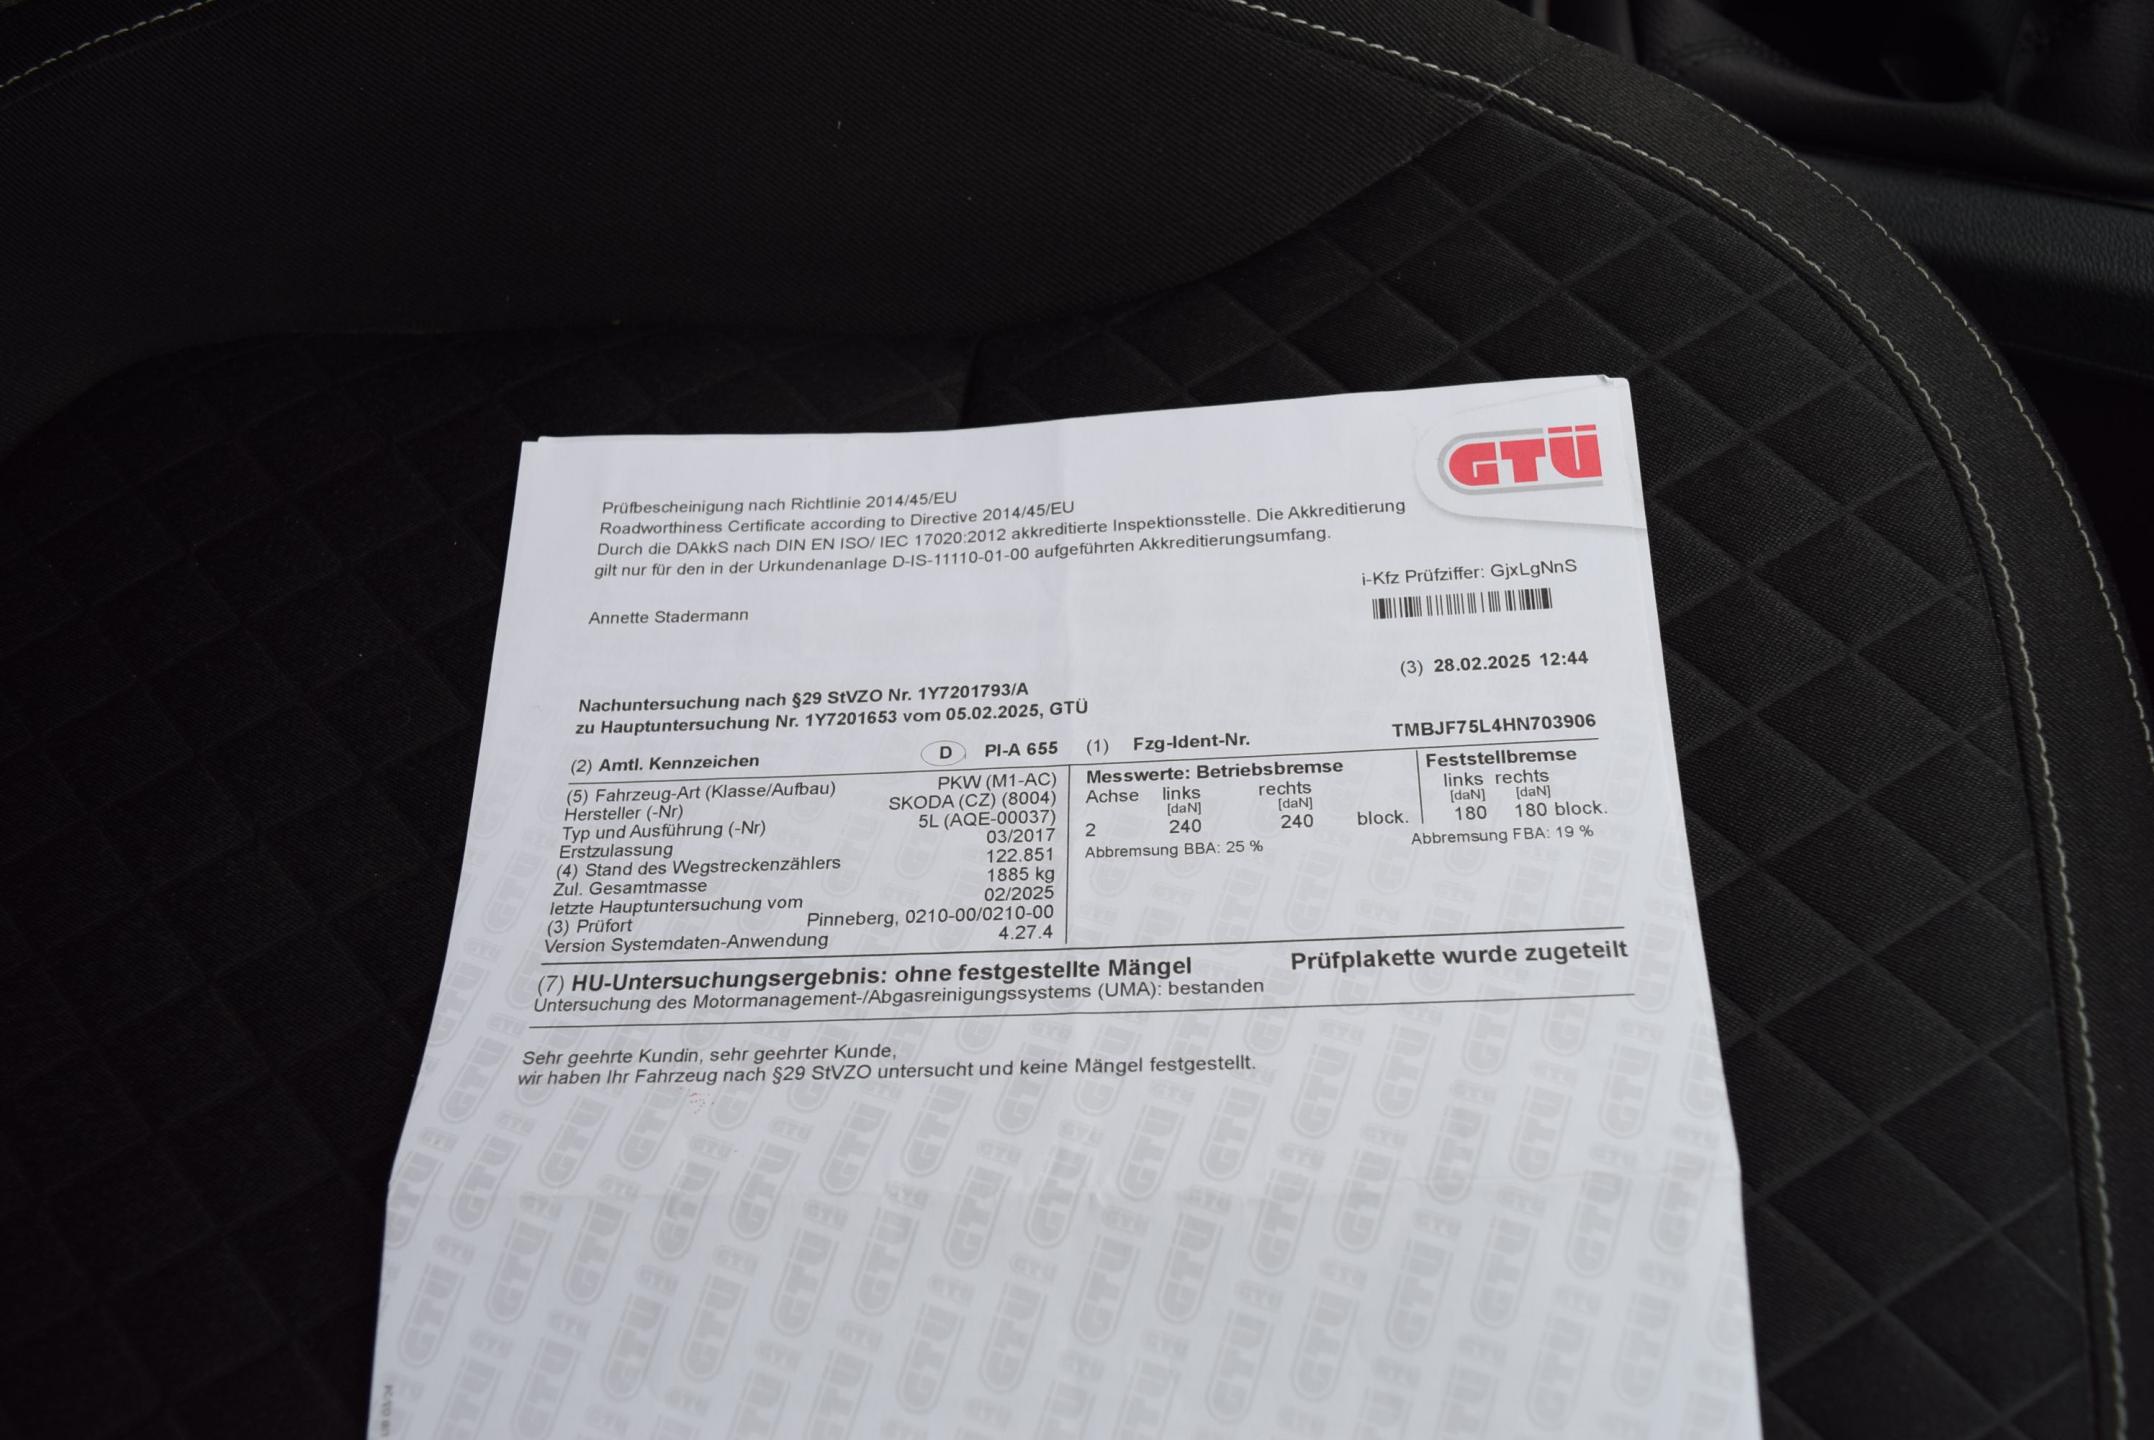 GTÜ
Prüfbescheinigung nach Richtlinie 2014/45/EU
Roadworthiness Certificate according to Directive 2014/45/EU
Durch die DAkkS nach DIN EN ISO/ IEC 17020:2012 akkreditierte Inspektionsstelle. Die Akkreditierung
gilt nur für den in der Urkundenanlage D-IS-11110-01-00 aufgeführten Akkreditierungsumfang.
i-Kfz Prüfziffer: GjxLgNnS
Annette Stadermann
(3) 28.02.2025 12:44
Nachuntersuchung nach §29 StVZO Nr. 1Y7201793/A
zu Hauptuntersuchung Nr. 1Y7201653 vom 05.02.2025, GTÜ
(2) Amtl. Kennzeichen D PI-A 655 (1) Fzg-Ident-Nr. TMBJF75L4HN703906
(5) Fahrzeug-Art (Klasse/Aufbau) PKW (M1-AC)
Hersteller (-Nr) SKODA (CZ) (8004)
Typ und Ausführung (-Nr) 5L (AQE-00037)
Erstzulassung 03/2017
(4) Stand des Wegstreckenzählers 122.851
Zul. Gesamtmasse 1885 kg
letzte Hauptuntersuchung vom 02/2025
(3) Prüfort Pinneberg, 0210-00/0210-00
Version Systemdaten-Anwendung 4.27.4
Messwerte: Betriebsbremse
Achse links rechts
[daN] [daN]
2 240 240 block.
Abbremsung BBA: 25 %
Feststellbremse
links rechts
[daN] [daN]
180 180 block.
Abbremsung FBA: 19 %
(7) HU-Untersuchungsergebnis: ohne festgestellte Mängel Prüfplakette wurde zugeteilt
Untersuchung des Motormanagement-/Abgasreinigungssystems (UMA): bestanden
Sehr geehrte Kundin, sehr geehrter Kunde,
wir haben Ihr Fahrzeug nach §29 StVZO untersucht und keine Mängel festgestellt.